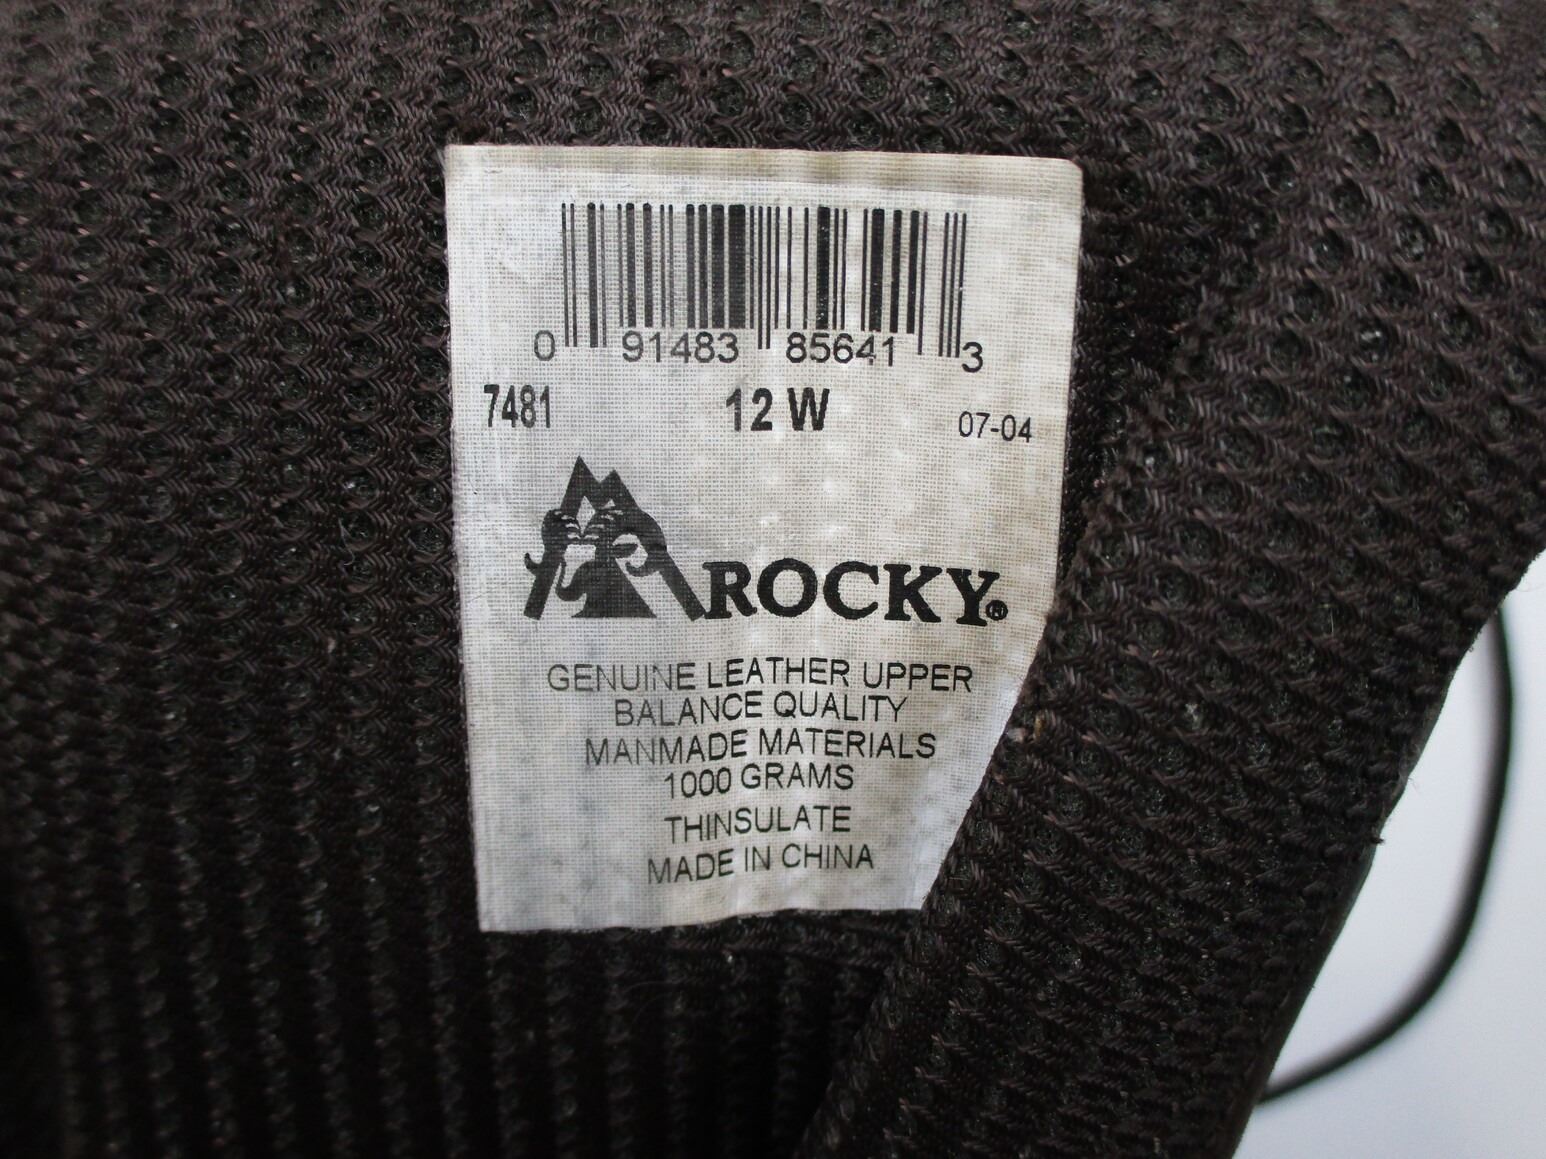 0 91483 85641 3
7481 12 W 07-04
ROCKY®
GENUINE LEATHER UPPER
BALANCE QUALITY
MANMADE MATERIALS
1000 GRAMS
THINSULATE
MADE IN CHINA